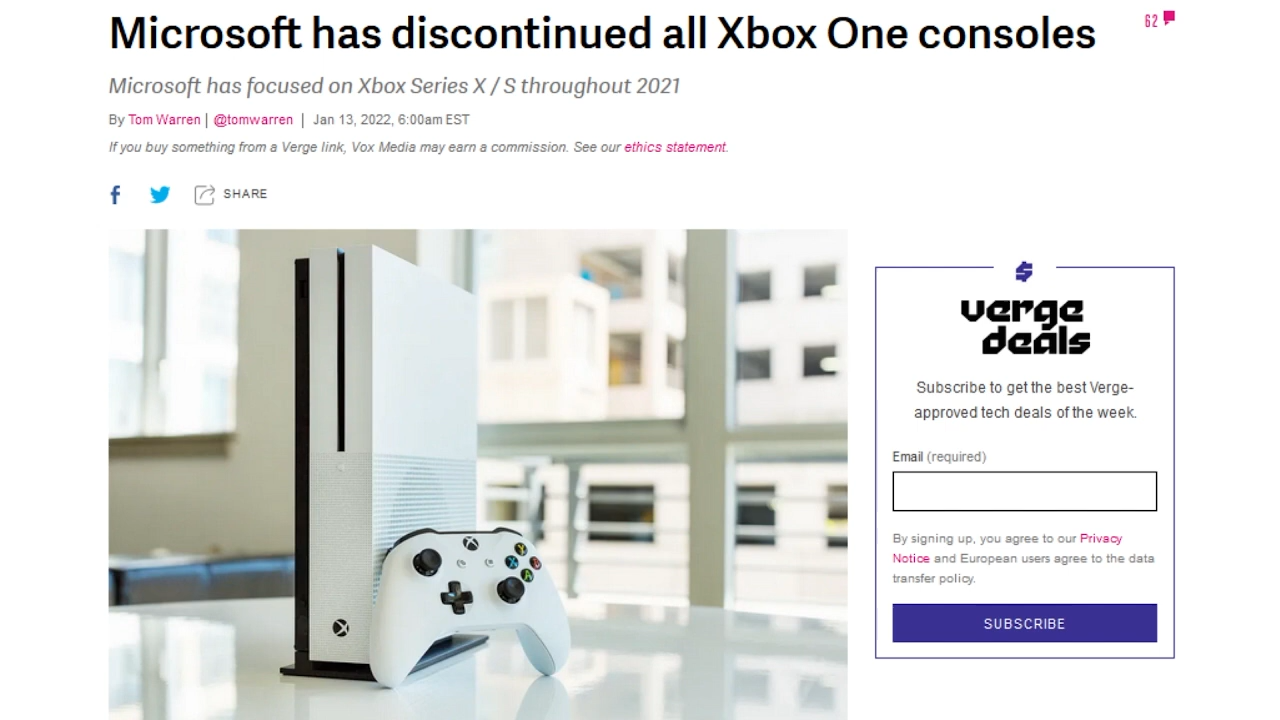 Microsoft has discontinued all Xbox One consoles
62
Microsoft has focused on Xbox Series X / S throughout 2021
By Tom Warren | @tomwarren | Jan 13, 2022, 6:00am EST
If you buy something from a Verge link, Vox Media may earn a commission. See our ethics statement.
SHARE
verge
deals
Subscribe to get the best Verge-
approved tech deals of the week.
Email (required)
By signing up, you agree to our Privacy
Notice and European users agree to the data
transfer policy.
SUBSCRIBE
Y
X
B
A